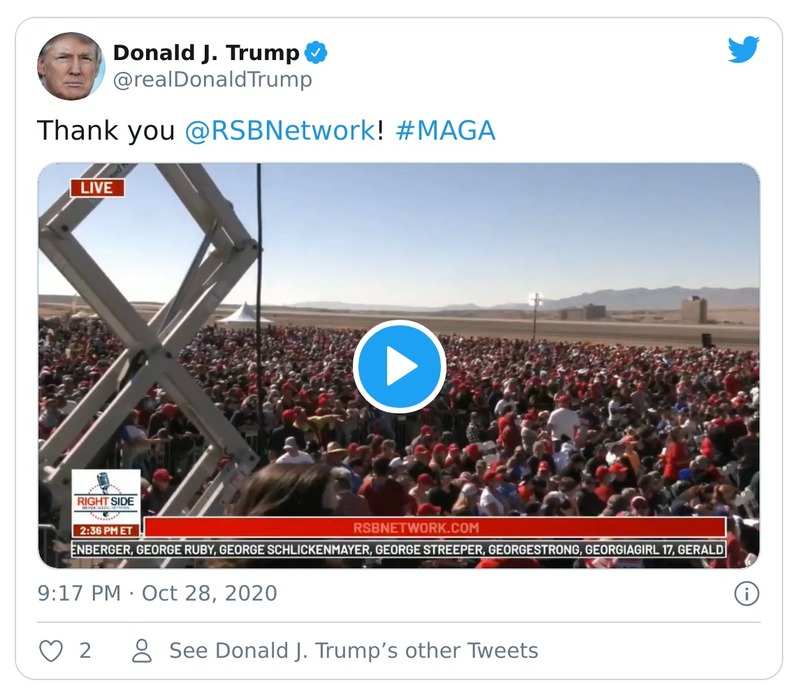 Donald J. Trump
@realDonaldTrump
Thank you @RSBNetwork! #MAGA
LIVE
RIGHT SIDE
2:36 PM ET
RSBNETWORK.COM
ENBERGER, GEORGE RUBY, GEORGE SCHLICKENMAYER, GEORGE STREEPER, GEORGESTRONG, GEORGIAGIRL 17, GERALD
9:17 PM · Oct 28, 2020
2
See Donald J. Trump’s other Tweets